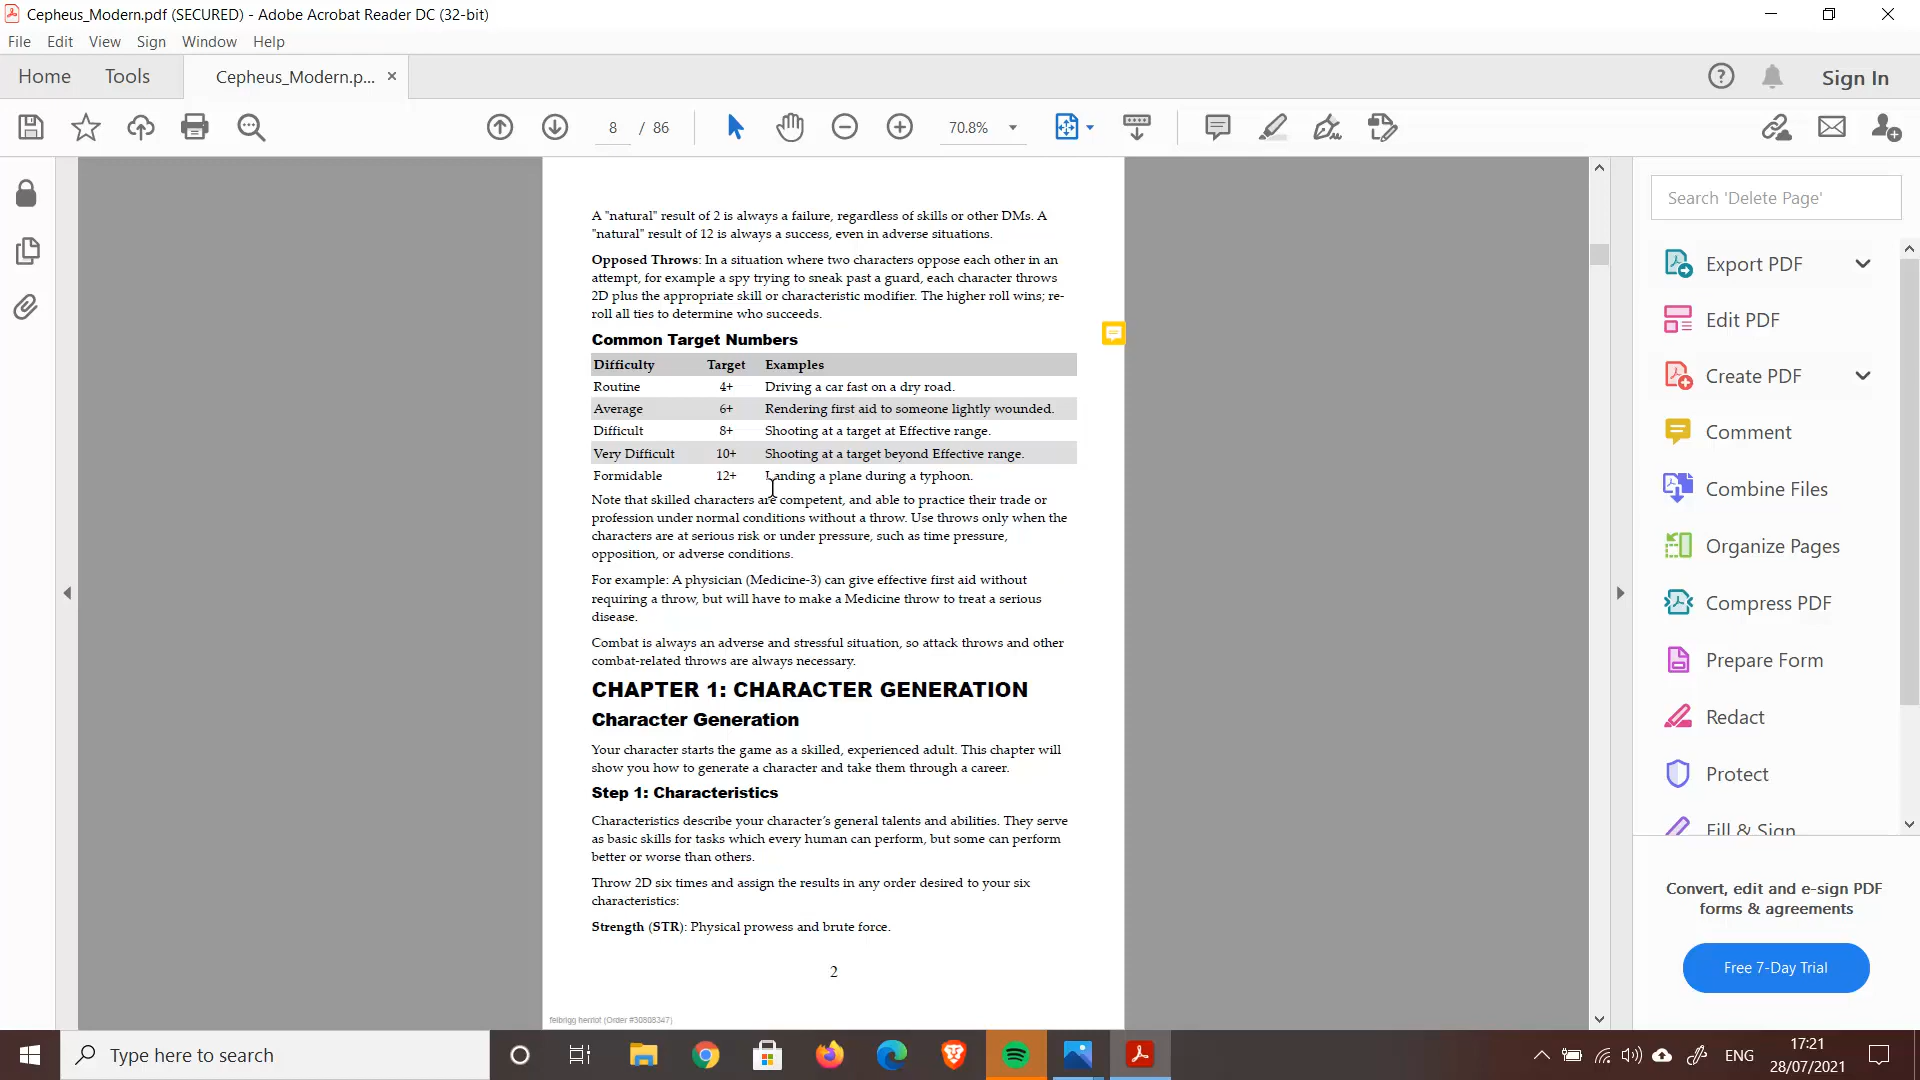 Cepheus_Modern.pdf (SECURED) - Adobe Acrobat Reader DC (32-bit)
File Edit View Sign Window Help
Home Tools Cepheus_Modern.p... × Sign In
8 / 86 70.8%
A "natural" result of 2 is always a failure, regardless of skills or other DMs. A
"natural" result of 12 is always a success, even in adverse situations.
Opposed Throws: In a situation where two characters oppose each other in an
attempt, for example a spy trying to sneak past a guard, each character throws
2D plus the appropriate skill or characteristic modifier. The higher roll wins; re-
roll all ties to determine who succeeds.
Common Target Numbers
Difficulty Target Examples
Routine 4+ Driving a car fast on a dry road.
Average 6+ Rendering first aid to someone lightly wounded.
Difficult 8+ Shooting at a target at Effective range.
Very Difficult 10+ Shooting at a target beyond Effective range.
Formidable 12+ Landing a plane during a typhoon.
Note that skilled characters are competent, and able to practice their trade or
profession under normal conditions without a throw. Use throws only when the
characters are at serious risk or under pressure, such as time pressure,
opposition, or adverse conditions.
For example: A physician (Medicine-3) can give effective first aid without
requiring a throw, but will have to make a Medicine throw to treat a serious
disease.
Combat is always an adverse and stressful situation, so attack throws and other
combat-related throws are always necessary.
CHAPTER 1: CHARACTER GENERATION
Character Generation
Your character starts the game as a skilled, experienced adult. This chapter will
show you how to generate a character and take them through a career.
Step 1: Characteristics
Characteristics describe your character's general talents and abilities. They serve
as basic skills for tasks which every human can perform, but some can perform
better or worse than others.
Throw 2D six times and assign the results in any order desired to your six
characteristics:
Strength (STR): Physical prowess and brute force.
2
felbrigg herriot (Order #30808347)
Search 'Delete Page'
Export PDF
Edit PDF
Create PDF
Comment
Combine Files
Organize Pages
Compress PDF
Prepare Form
Redact
Protect
Fill & Sign
Convert, edit and e-sign PDF
forms & agreements
Free 7-Day Trial
Type here to search
ENG
17:21
28/07/2021